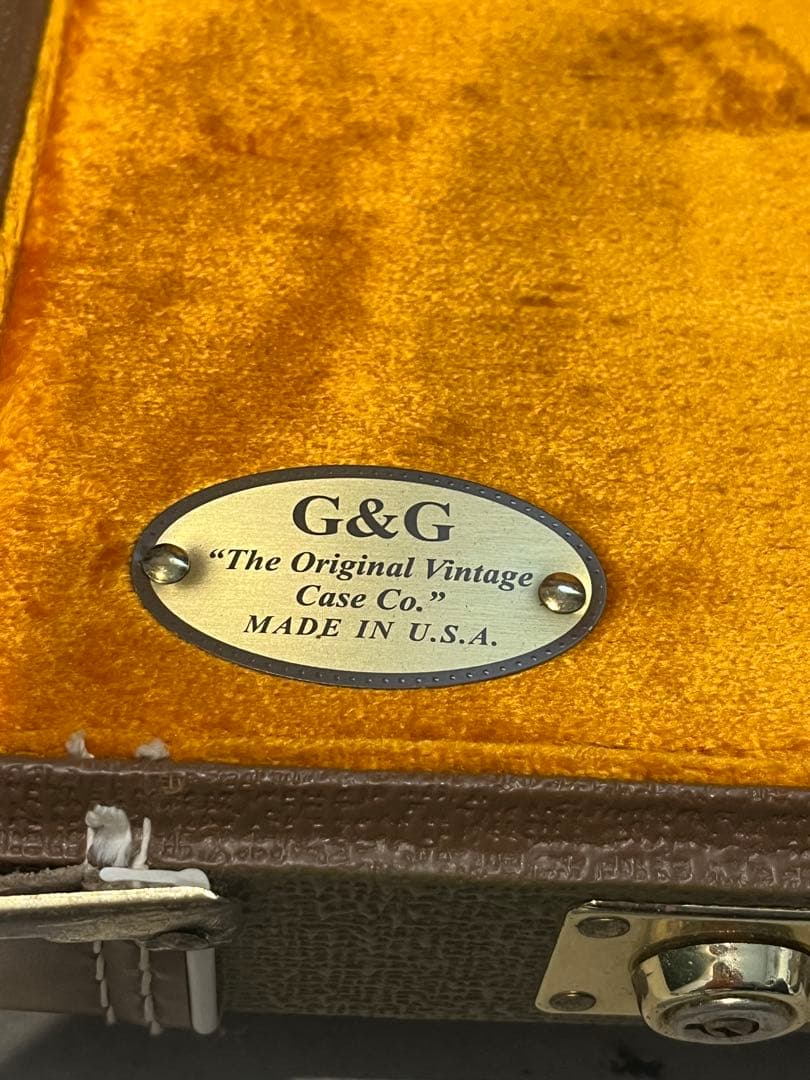 G&G
“The Original Vintage
Case Co.”
MADE IN U.S.A.